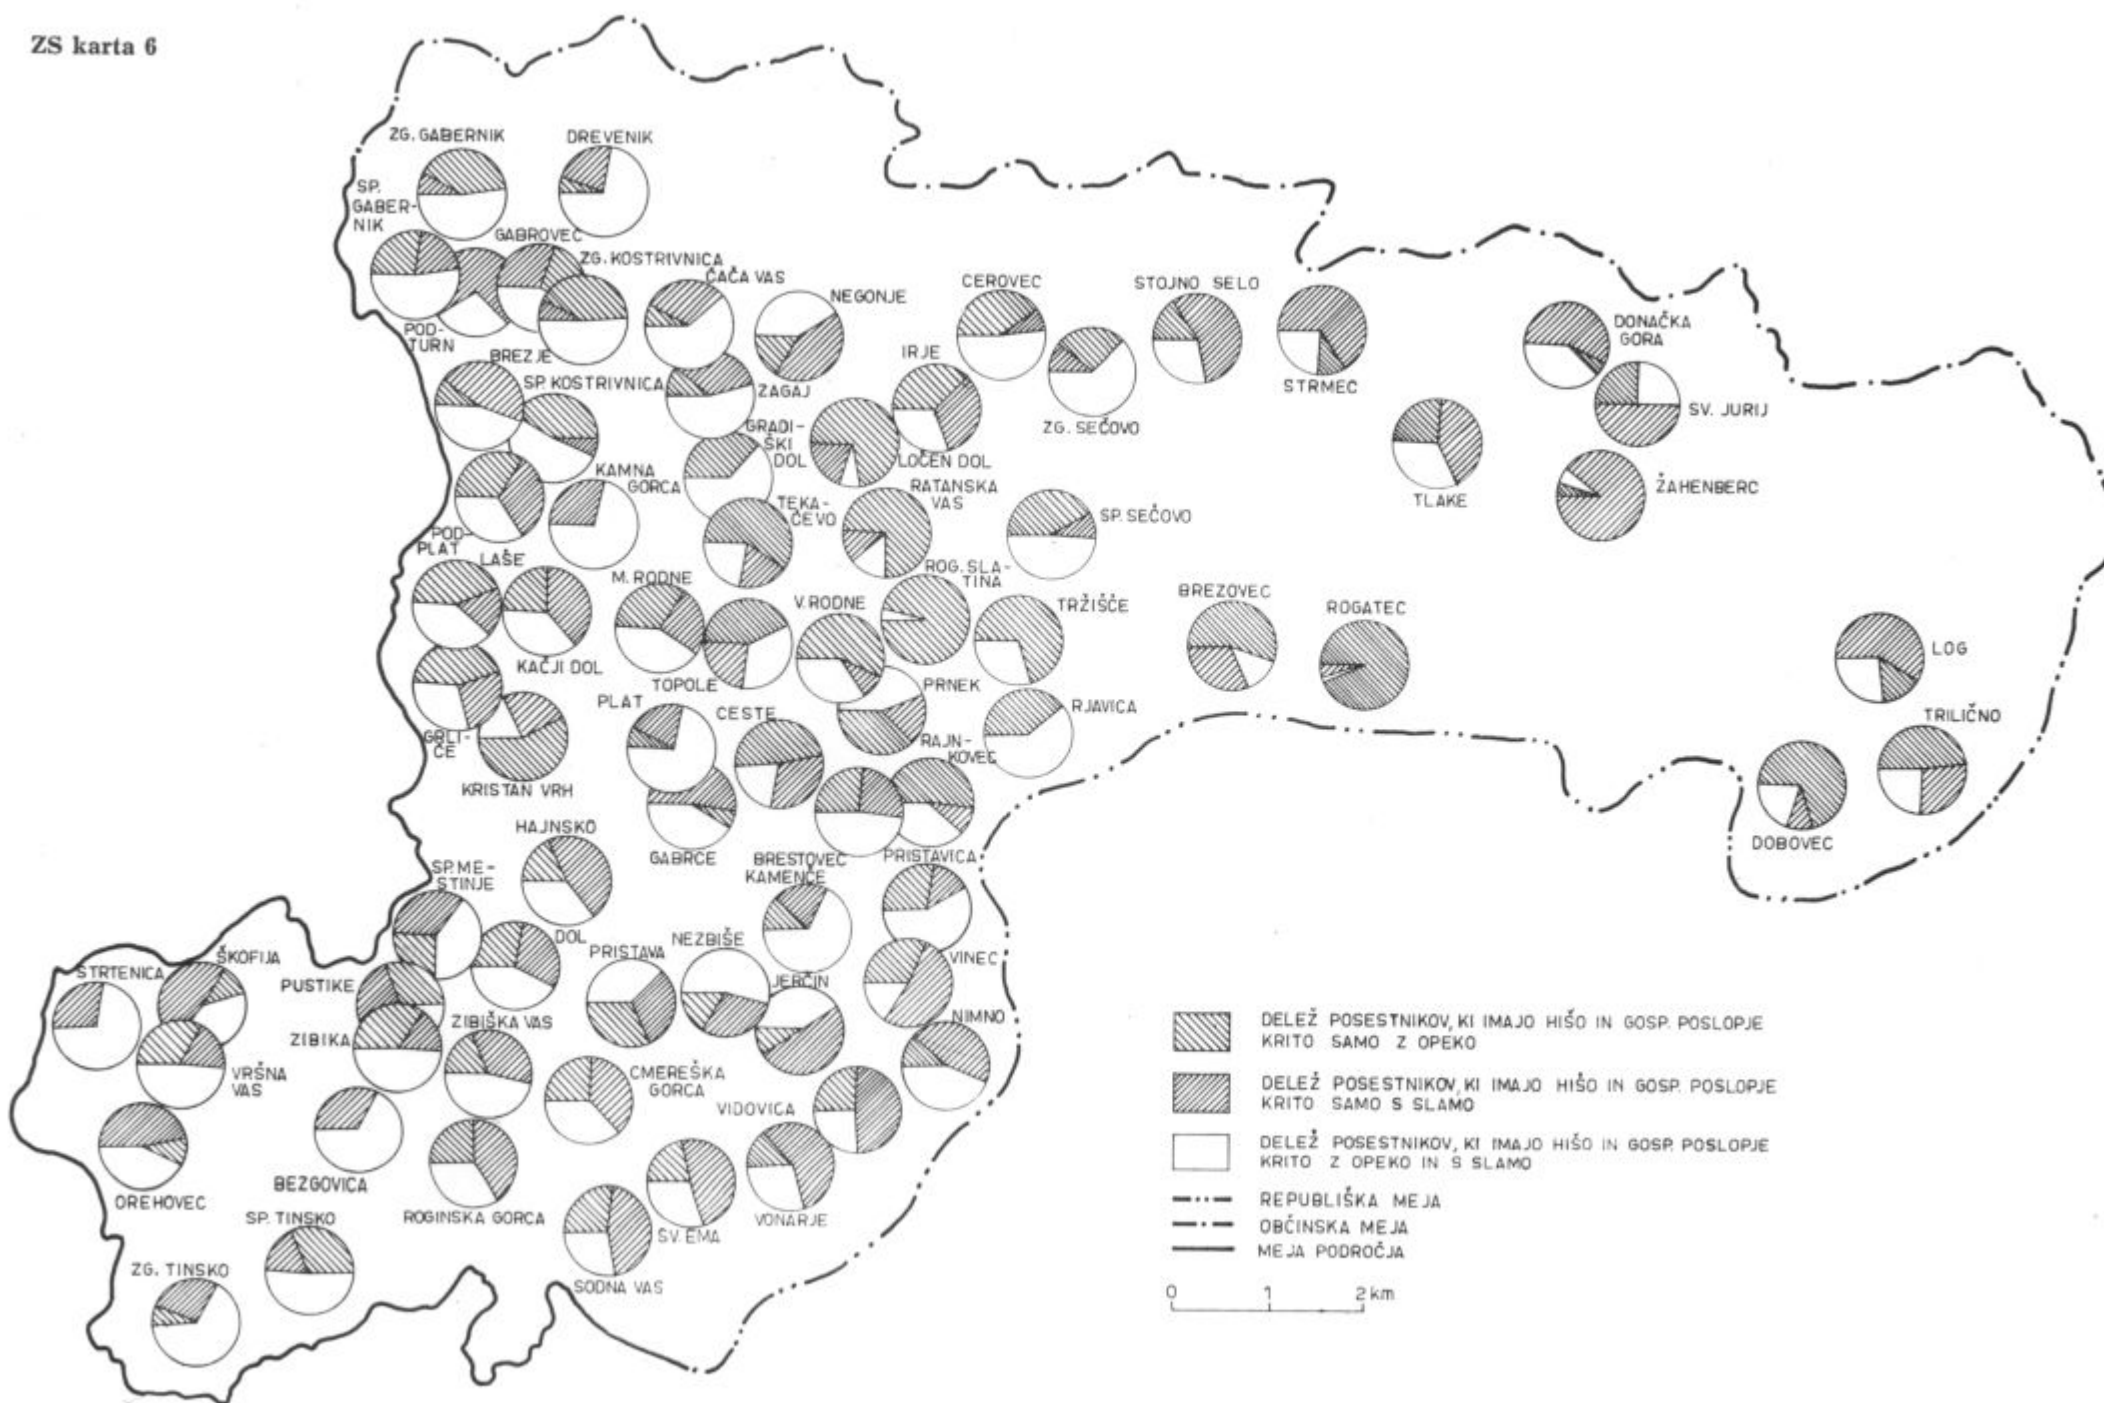 ZS karta 6
ZG. GABERNIK
DREVENIK
SP.
GABER-
NIK
GABROVEC
ZG. KOSTRIVNICA
ČAČA VAS
NEGONJE
CEROVEC
STOJNO SELO
DONAČKA
GORA
POD-
TURN
BREZJE
SP. KOSTRIVNICA
ZAGAJ
IRJE
ZG. SEČOVO
STRMEC
SV. JURIJ
GRADI-
ŠKI
DOL
LOČEN DOL
KAMNA
GORCA
TEKA-
ČEVO
RATANSKA
VAS
TLAKE
ŽAHENBERC
SP. SEČOVO
POD-
PLAT
LAŠE
M. RODNE
V. RODNE
ROG. SLA-
TINA
TRŽIŠČE
BREZOVEC
ROGATEC
LOG
KAČJI DOL
TOPOLE
PRNEK
PLAT
CESTE
RJAVICA
TRILIČNO
GRLI-
ČE
RAJN-
KOVEC
KRISTAN VRH
HAJNSKO
GABRCE
BRESTOVEC
PRISTAVICA
DOBOVEC
KAMENČE
SP. ME-
STINJE
DOL
PRISTAVA
NEZBIŠE
JERČIN
VINEC
STRTENICA
ŠKOFIJA
PUSTIKE
ZIBIKA
ZIBIŠKA VAS
NIMNO
VRŠNA
VAS
CMEREŠKA
GORCA
VIDOVICA
OREHOVEC
BEZGOVICA
ROGINSKA GORCA
SP. TINSKO
ZG. TINSKO
SODNA VAS
SV. EMA
VONARJE
DELEŽ POSESTNIKOV, KI IMAJO HIŠO IN GOSP. POSLOPJE
KRITO SAMO Z OPEKO
DELEŽ POSESTNIKOV, KI IMAJO HIŠO IN GOSP. POSLOPJE
KRITO SAMO S SLAMO
DELEŽ POSESTNIKOV, KI IMAJO HIŠO IN GOSP. POSLOPJE
KRITO Z OPEKO IN S SLAMO
REPUBLIŠKA MEJA
OBČINSKA MEJA
MEJA PODROČJA
0 1 2 km